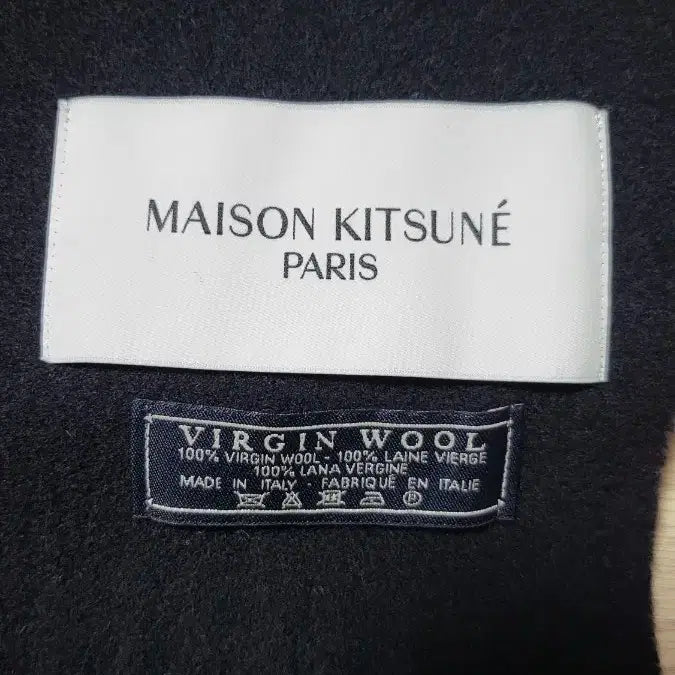 MAISON KITSUNÉ
PARIS
VIRGIN WOOL
100% VIRGIN WOOL - 100% LAINE VIERGE
100% LANA VERGINE
MADE IN ITALY - FABRIQUÉ EN ITALIE